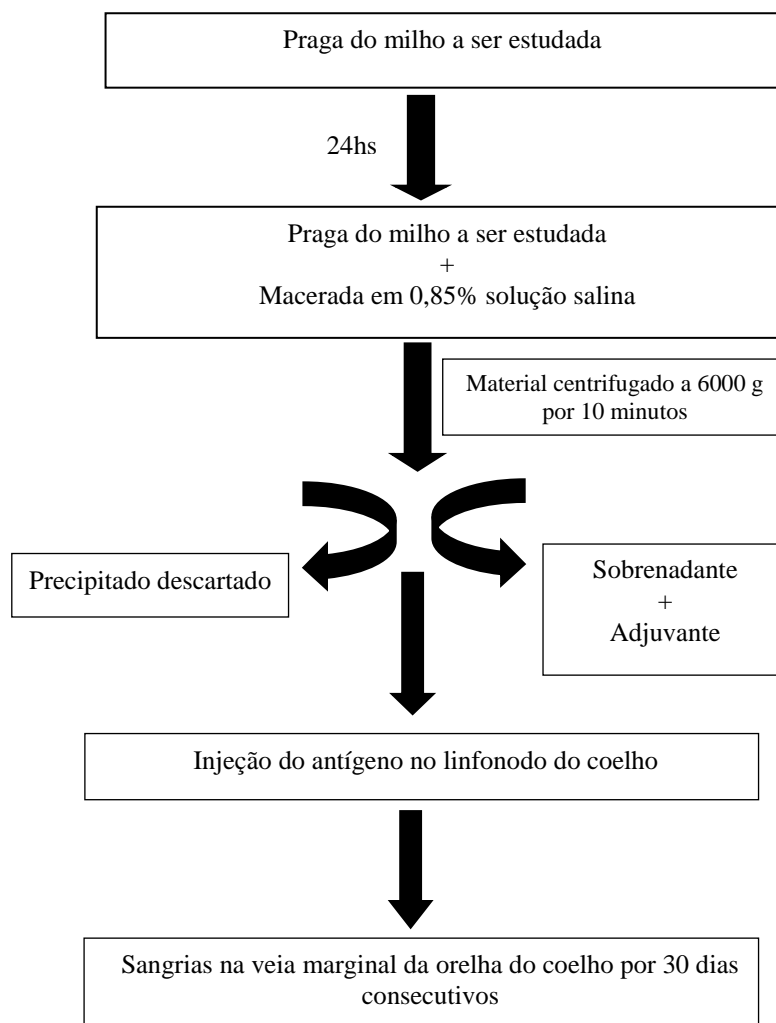 Praga do milho a ser estudada
24hs
Praga do milho a ser estudada
+
Macerada em 0,85% solução salina
Material centrifugado a 6000 g
por 10 minutos
Precipitado descartado
Sobrenadante
+
Adjuvante
Injeção do antígeno no linfonodo do coelho
Sangrias na veia marginal da orelha do coelho por 30 dias
consecutivos